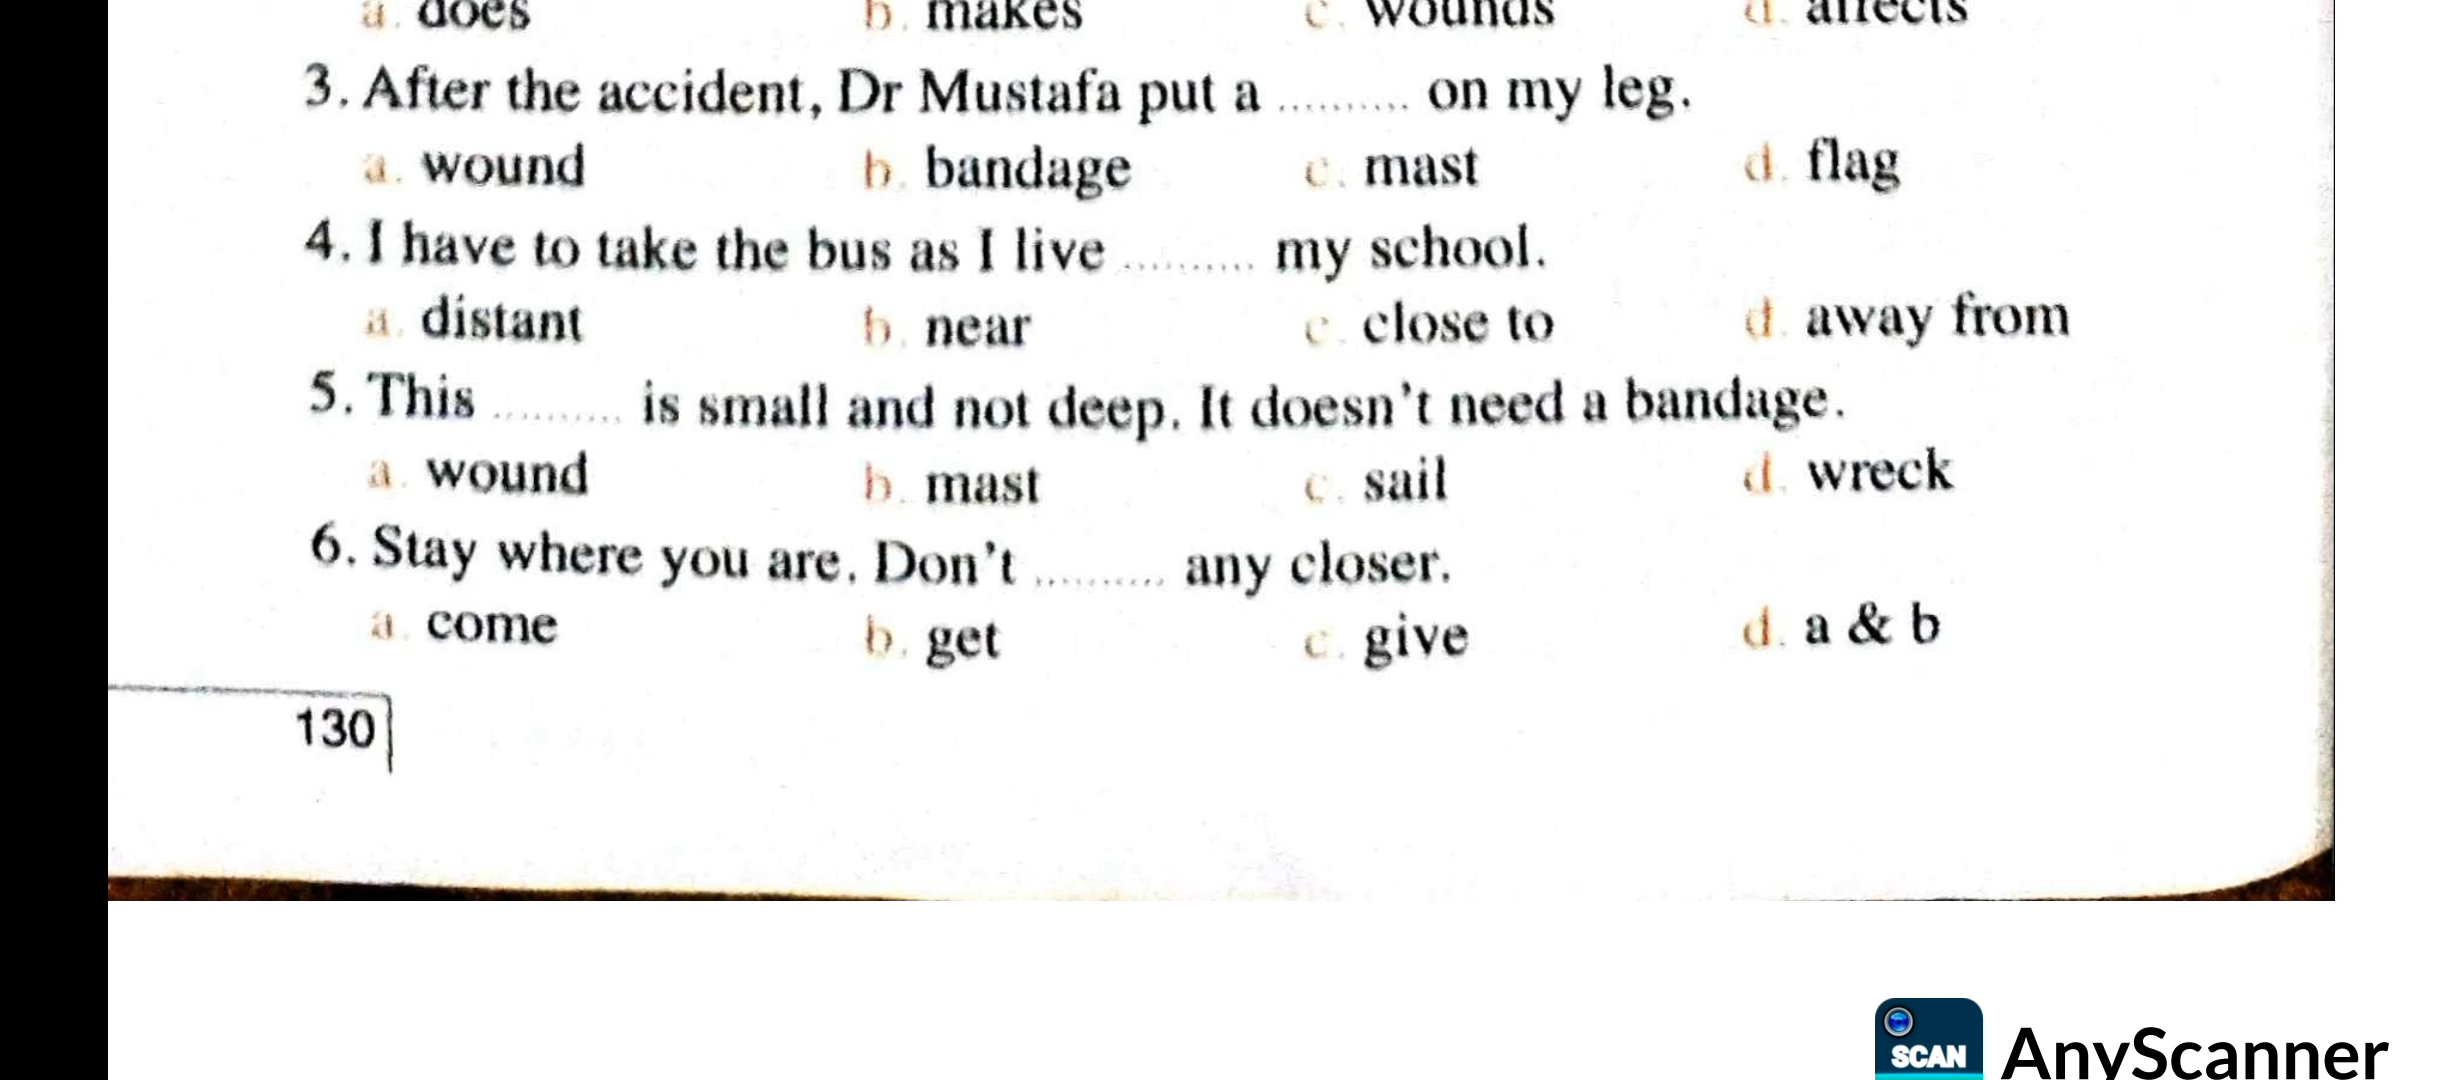 a. does b. makes c. wounds d. affects
3. After the accident, Dr Mustafa put a .......... on my leg.
a. wound b. bandage c. mast d. flag
4. I have to take the bus as I live .......... my school.
a. distant b. near c. close to d. away from
5. This .......... is small and not deep. It doesn't need a bandage.
a. wound b. mast c. sail d. wreck
6. Stay where you are. Don't .......... any closer.
a. come b. get c. give d. a & b
130
SCAN AnyScanner